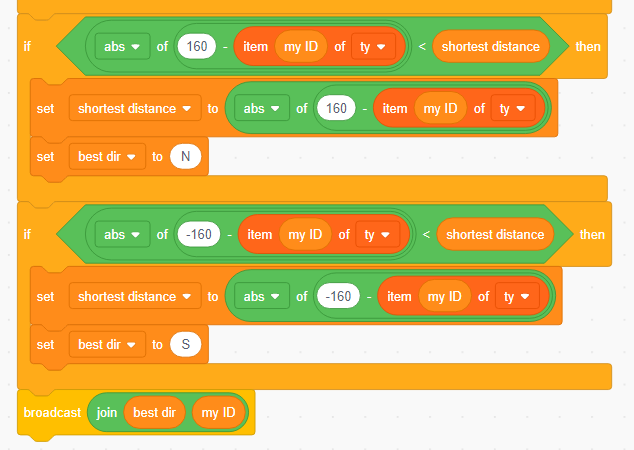 if abs of 160 - item my ID of ty < shortest distance then
set shortest distance to abs of 160 - item my ID of ty
set best dir to N
if abs of -160 - item my ID of ty < shortest distance then
set shortest distance to abs of -160 - item my ID of ty
set best dir to S
broadcast join best dir my ID